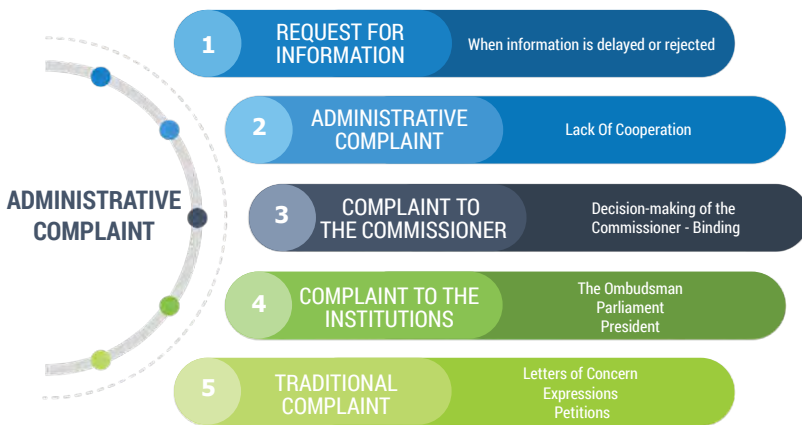 ADMINISTRATIVE
COMPLAINT
1
REQUEST FOR
INFORMATION
When information is delayed or rejected
2
ADMINISTRATIVE
COMPLAINT
Lack Of Cooperation
3
COMPLAINT TO
THE COMMISSIONER
Decision-making of the
Commissioner - Binding
4
COMPLAINT TO THE
INSTITUTIONS
The Ombudsman
Parliament
President
5
TRADITIONAL
COMPLAINT
Letters of Concern
Expressions
Petitions